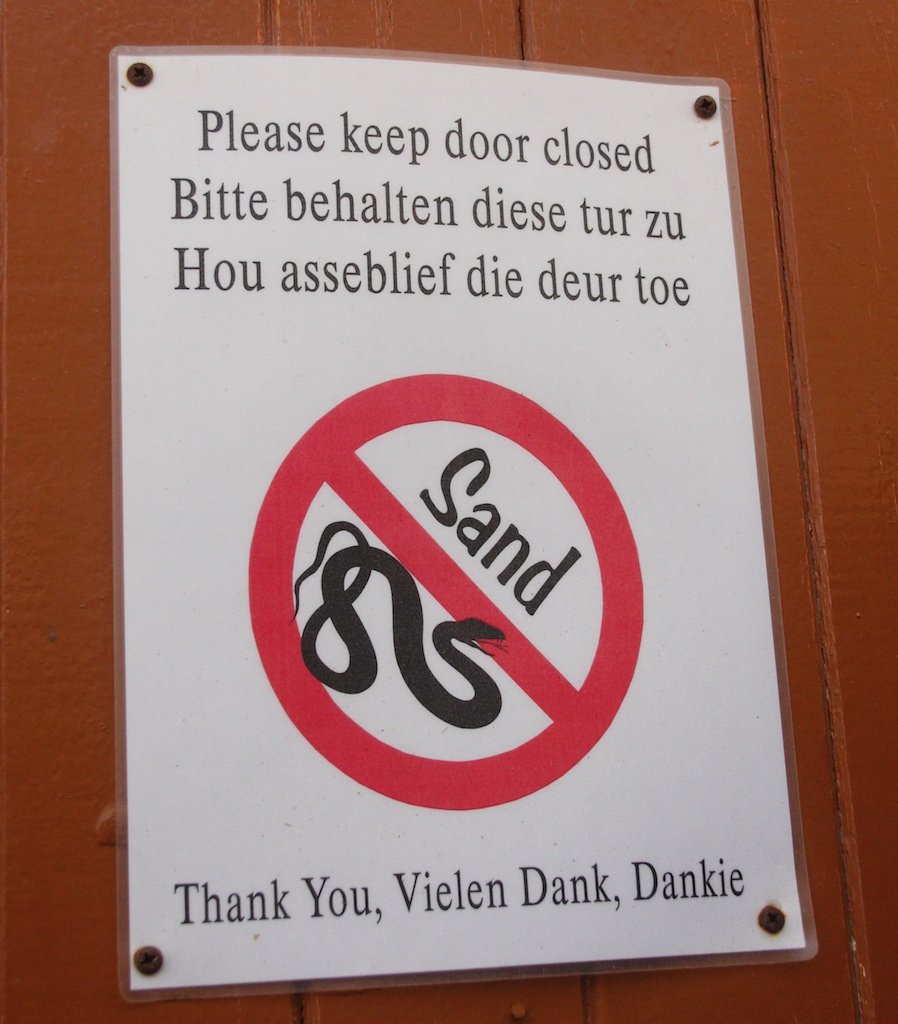 Please keep door closed
Bitte behalten diese tur zu
Hou asseblief die deur toe
Sand
Thank You, Vielen Dank, Dankie